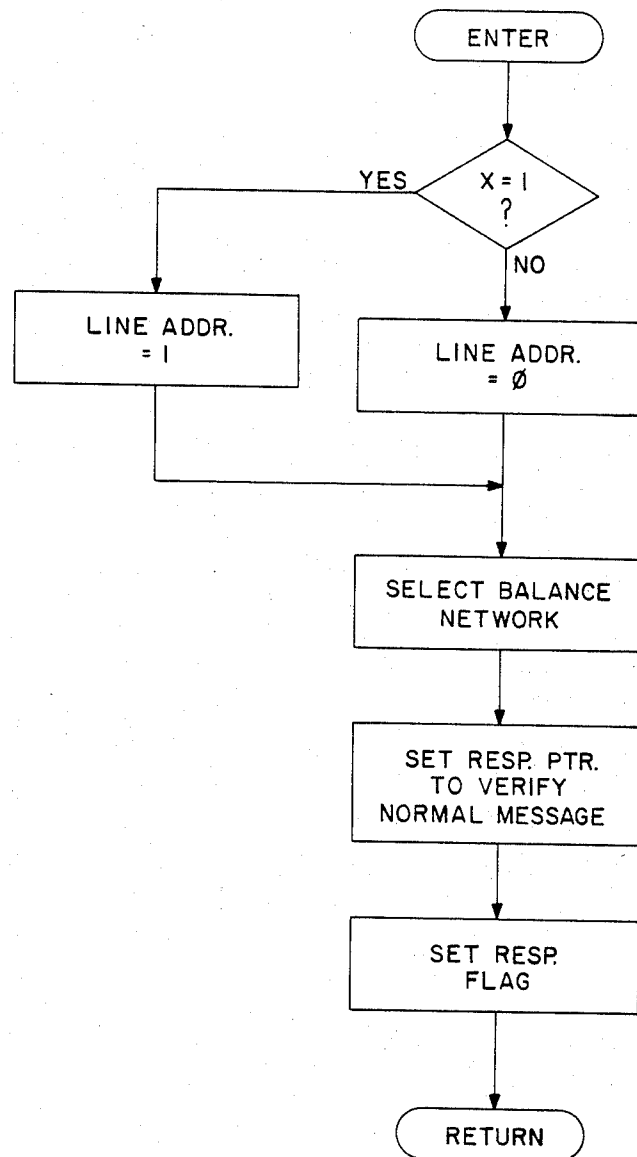 ENTER
X = 1
?
YES
NO
LINE ADDR.
= 1
LINE ADDR.
= Ø
SELECT BALANCE
NETWORK
SET RESP. PTR.
TO VERIFY
NORMAL MESSAGE
SET RESP.
FLAG
RETURN